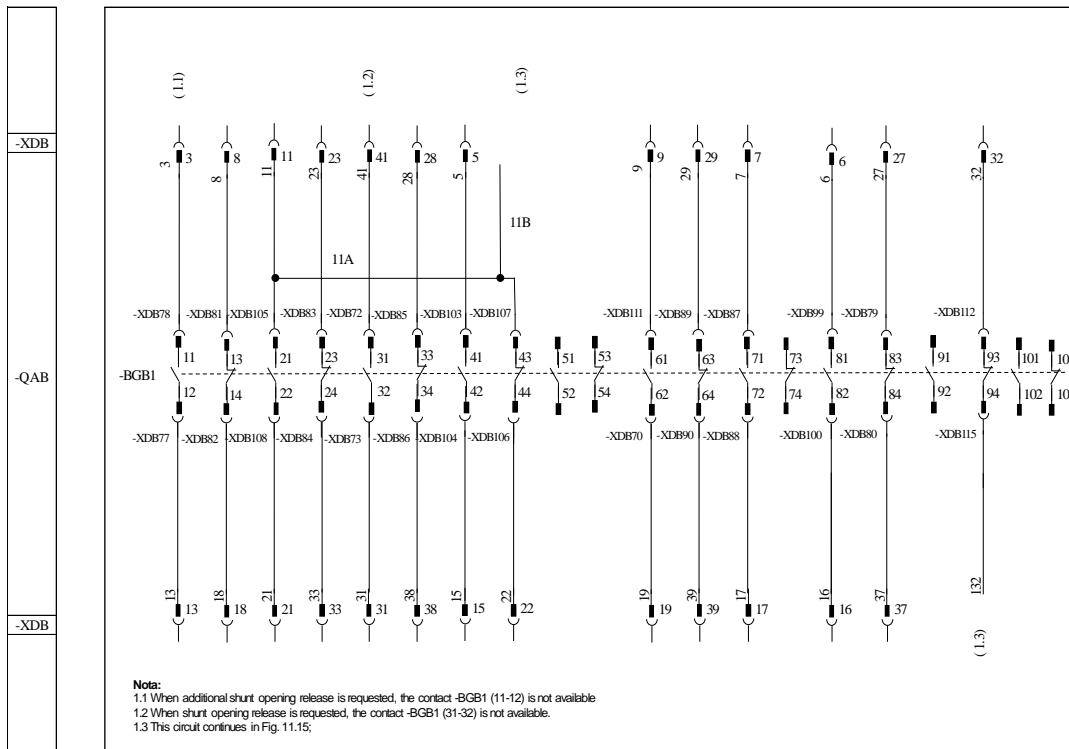 ( 1.1)
( 1.2)
( 1.3)
-XDB
3 8 11 23 41 28 5 9 29 7 6 27 32
3 8 11 23 41 28 5 9 29 7 6 27 32
11B
11A
-XDB78 -XDB81 -XDB105 -XDB83 -XDB72 -XDB85 -XDB103 -XDB107 -XDB111 -XDB89 -XDB87 -XDB99 -XDB79 -XDB112
11 13 21 23 31 33 41 43 51 53 61 63 71 73 81 83 91 93 101 10
-QAB
-BGB1
12 14 22 24 32 34 42 44 52 54 62 64 72 74 82 84 92 94 102 10
-XDB77 -XDB82 -XDB108 -XDB84 -XDB73 -XDB86 -XDB104 -XDB106 -XDB70 -XDB90 -XDB88 -XDB100 -XDB80 -XDB115
13 18 21 33 31 38 15 22 19 39 17 16 37 132
13 18 21 33 31 38 15 22 19 39 17 16 37
-XDB
( 1.3)
Nota:
1.1 When additional shunt opening release is requested, the contact -BGB1 (11-12) is not available
1.2 When shunt opening release is requested, the contact -BGB1 (31-32) is not available.
1.3 This circuit continues in Fig. 11.15;